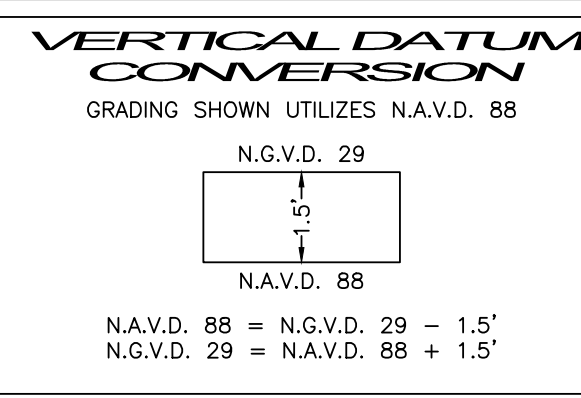 VERTICAL DATUM
CONVERSION
GRADING SHOWN UTILIZES N.A.V.D. 88
N.G.V.D. 29
1.5'
N.A.V.D. 88
N.A.V.D. 88 = N.G.V.D. 29 - 1.5'
N.G.V.D. 29 = N.A.V.D. 88 + 1.5'